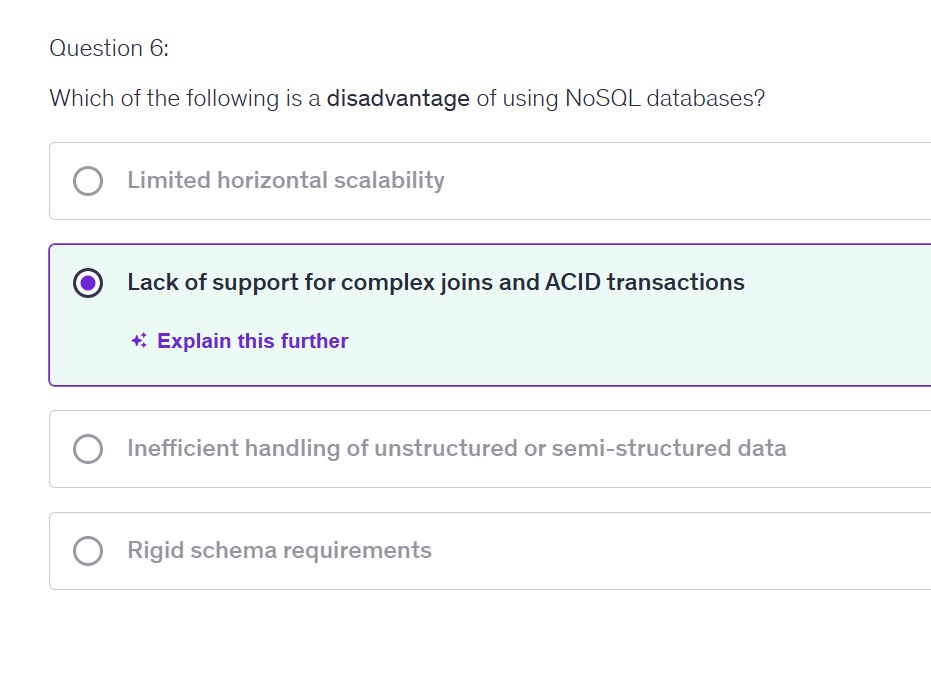 Question 6:
Which of the following is a disadvantage of using NoSQL databases?
Limited horizontal scalability
Lack of support for complex joins and ACID transactions
Explain this further
Inefficient handling of unstructured or semi-structured data
Rigid schema requirements